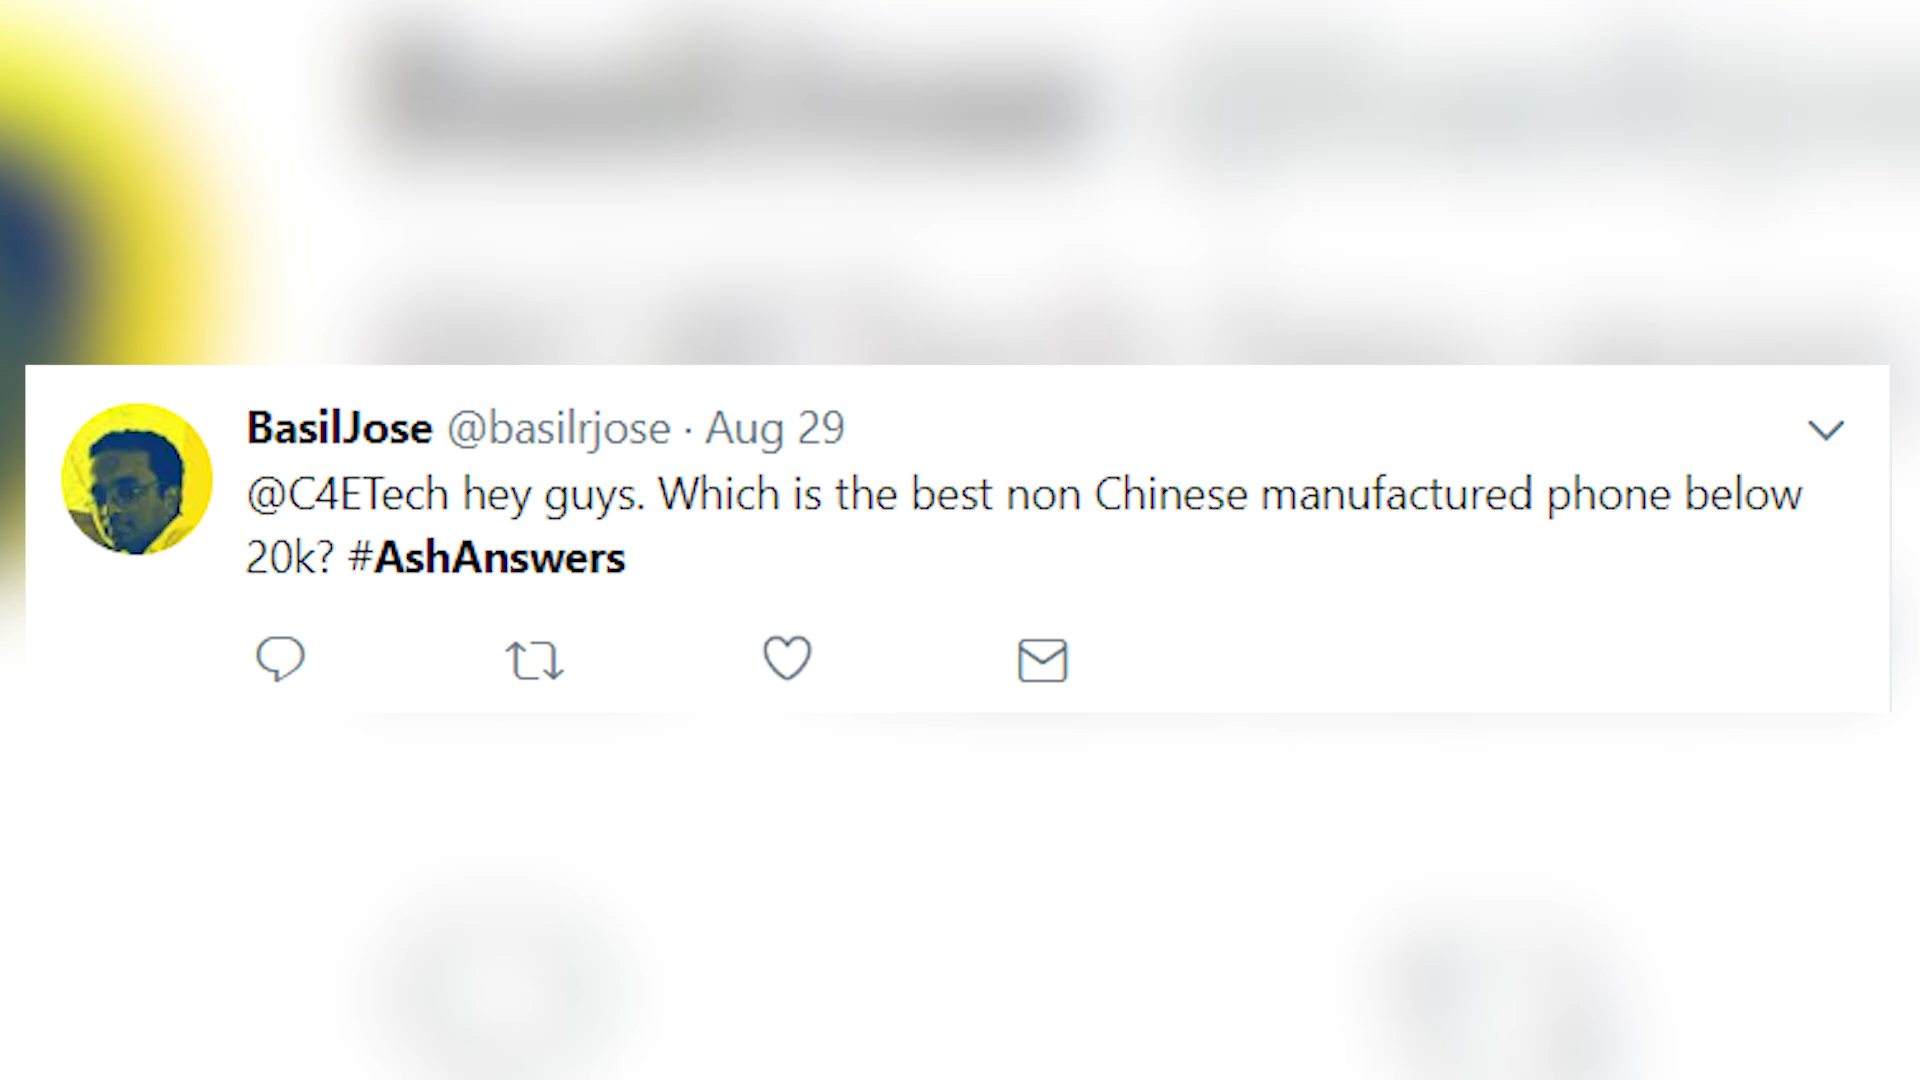 BasilJose @basilrjose · Aug 29
@C4ETech hey guys. Which is the best non Chinese manufactured phone below
20k? #AshAnswers